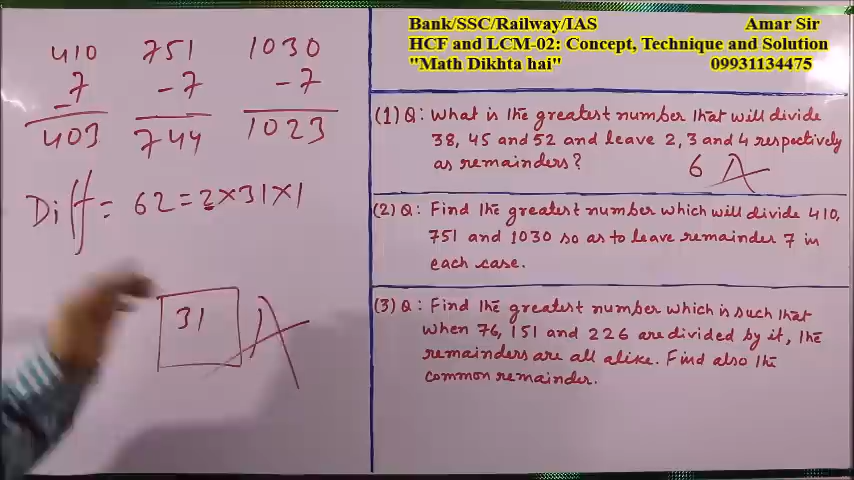 Bank/SSC/Railway/IAS Amar Sir
HCF and LCM-02: Concept, Technique and Solution
"Math Dikhta hai" 09931134475
410 751 1030
-7 -7 -7
403 744 1023
Diff = 62 = 2×31×1
31 A
(1) Q: What is the greatest number that will divide
38, 45 and 52 and leave 2, 3 and 4 respectively
as remainders?
6 A
(2) Q: Find the greatest number which will divide 410,
751 and 1030 so as to leave remainder 7 in
each case.
(3) Q: Find the greatest number which is such that
when 76, 151 and 226 are divided by it, the
remainders are all alike. Find also the
common remainder.